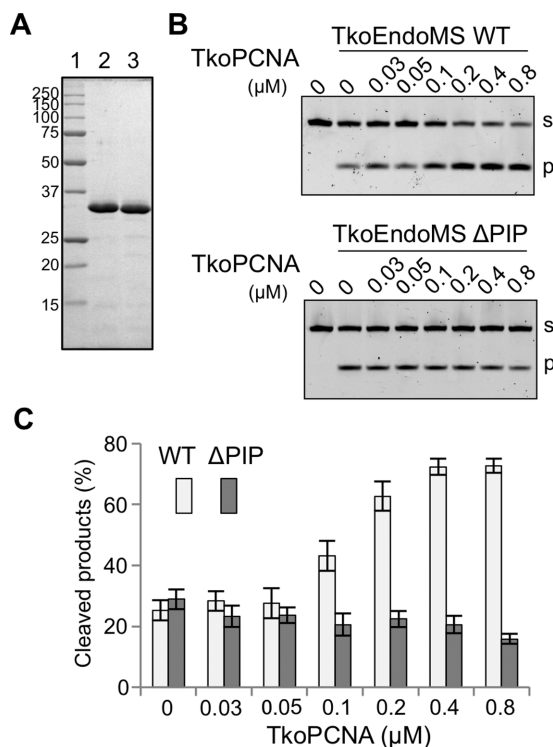 A
1 2 3
250
150
100
75
50
37
25
20
15
B
TkoEndoMS WT
TkoPCNA
(µM)
0 0 0.03 0.05 0.1 0.2 0.4 0.8
s
p
TkoEndoMS ΔPIP
TkoPCNA
(µM)
0 0 0.03 0.05 0.1 0.2 0.4 0.8
s
p
C
WT ΔPIP
Cleaved products (%)
80
60
40
20
0
0 0.03 0.05 0.1 0.2 0.4 0.8
TkoPCNA (µM)